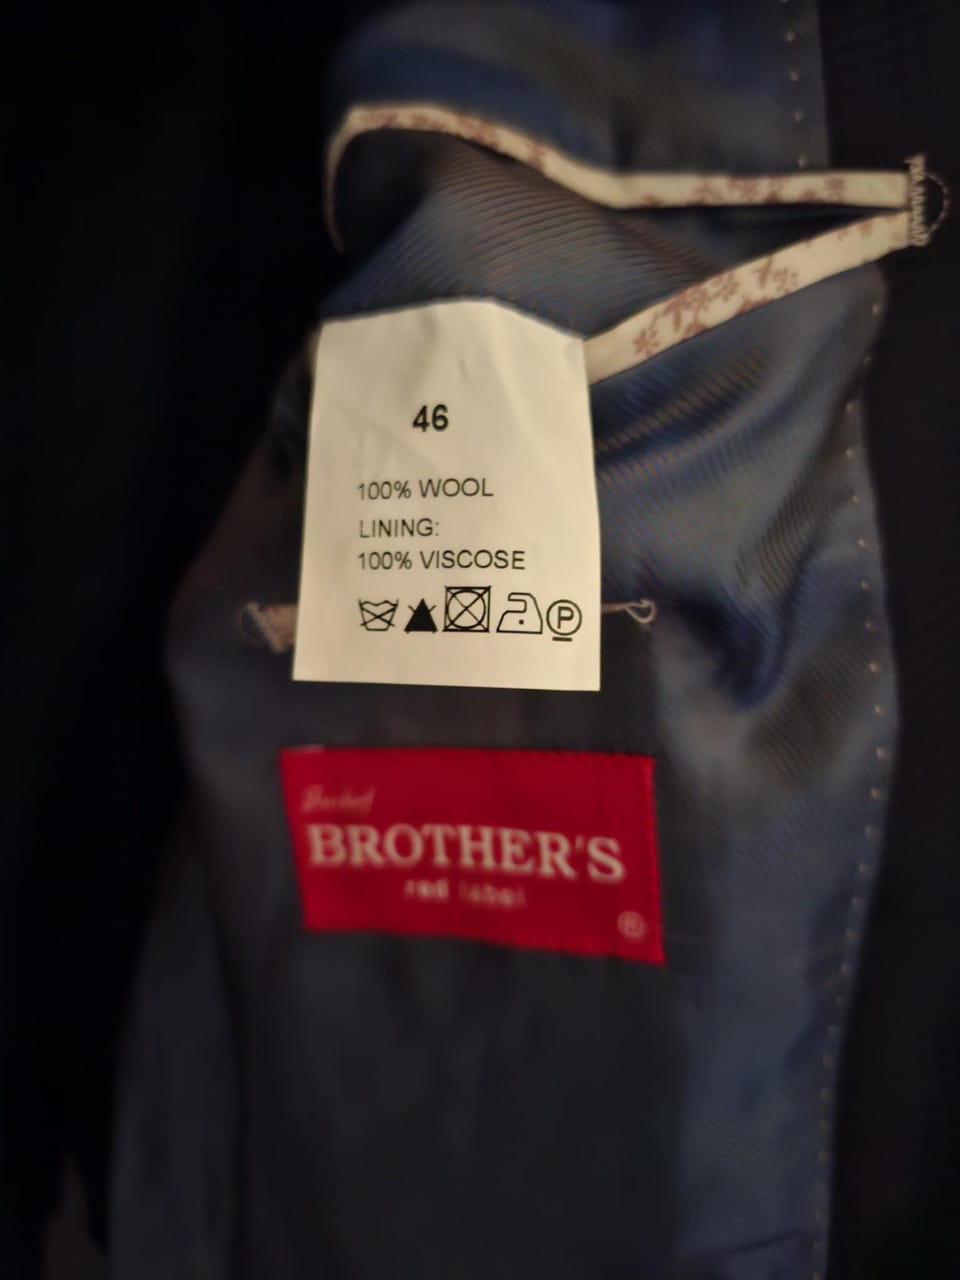 46
100% WOOL
LINING:
100% VISCOSE
P
BROTHER'S
red label
®